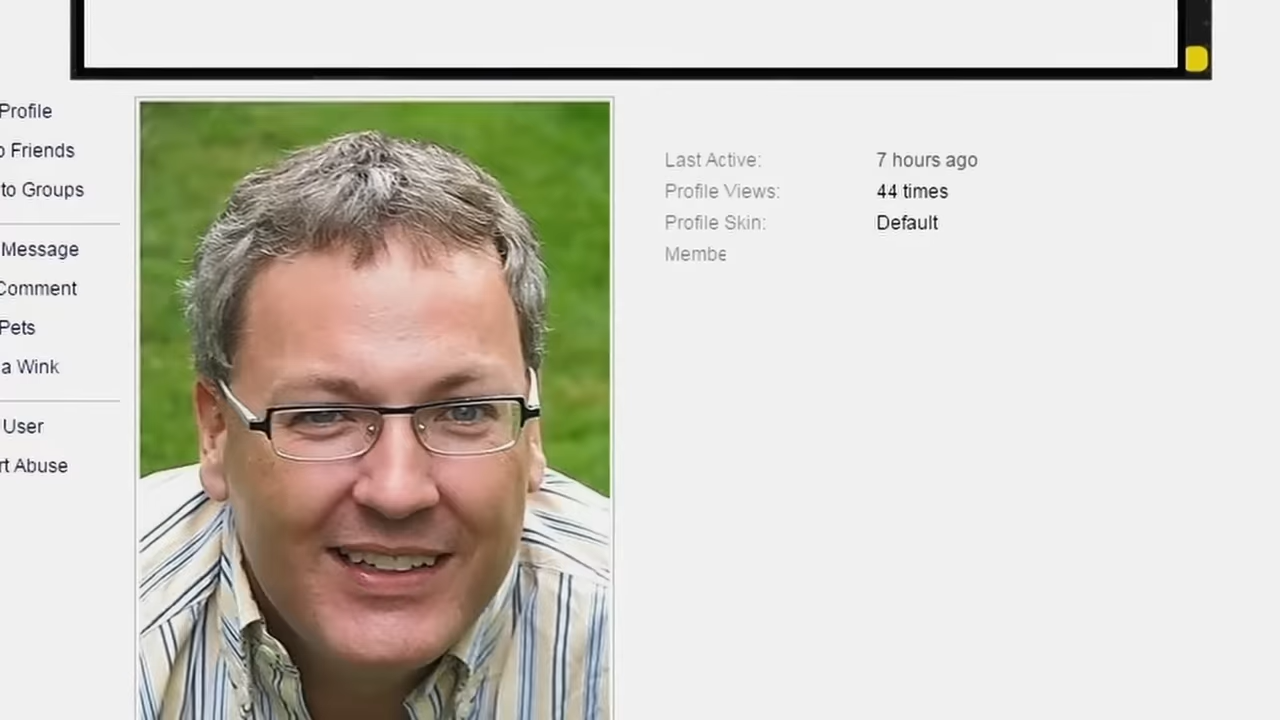 Profile
o Friends
to Groups
Message
Comment
Pets
a Wink
User
rt Abuse
Last Active: 7 hours ago
Profile Views: 44 times
Profile Skin: Default
Membe